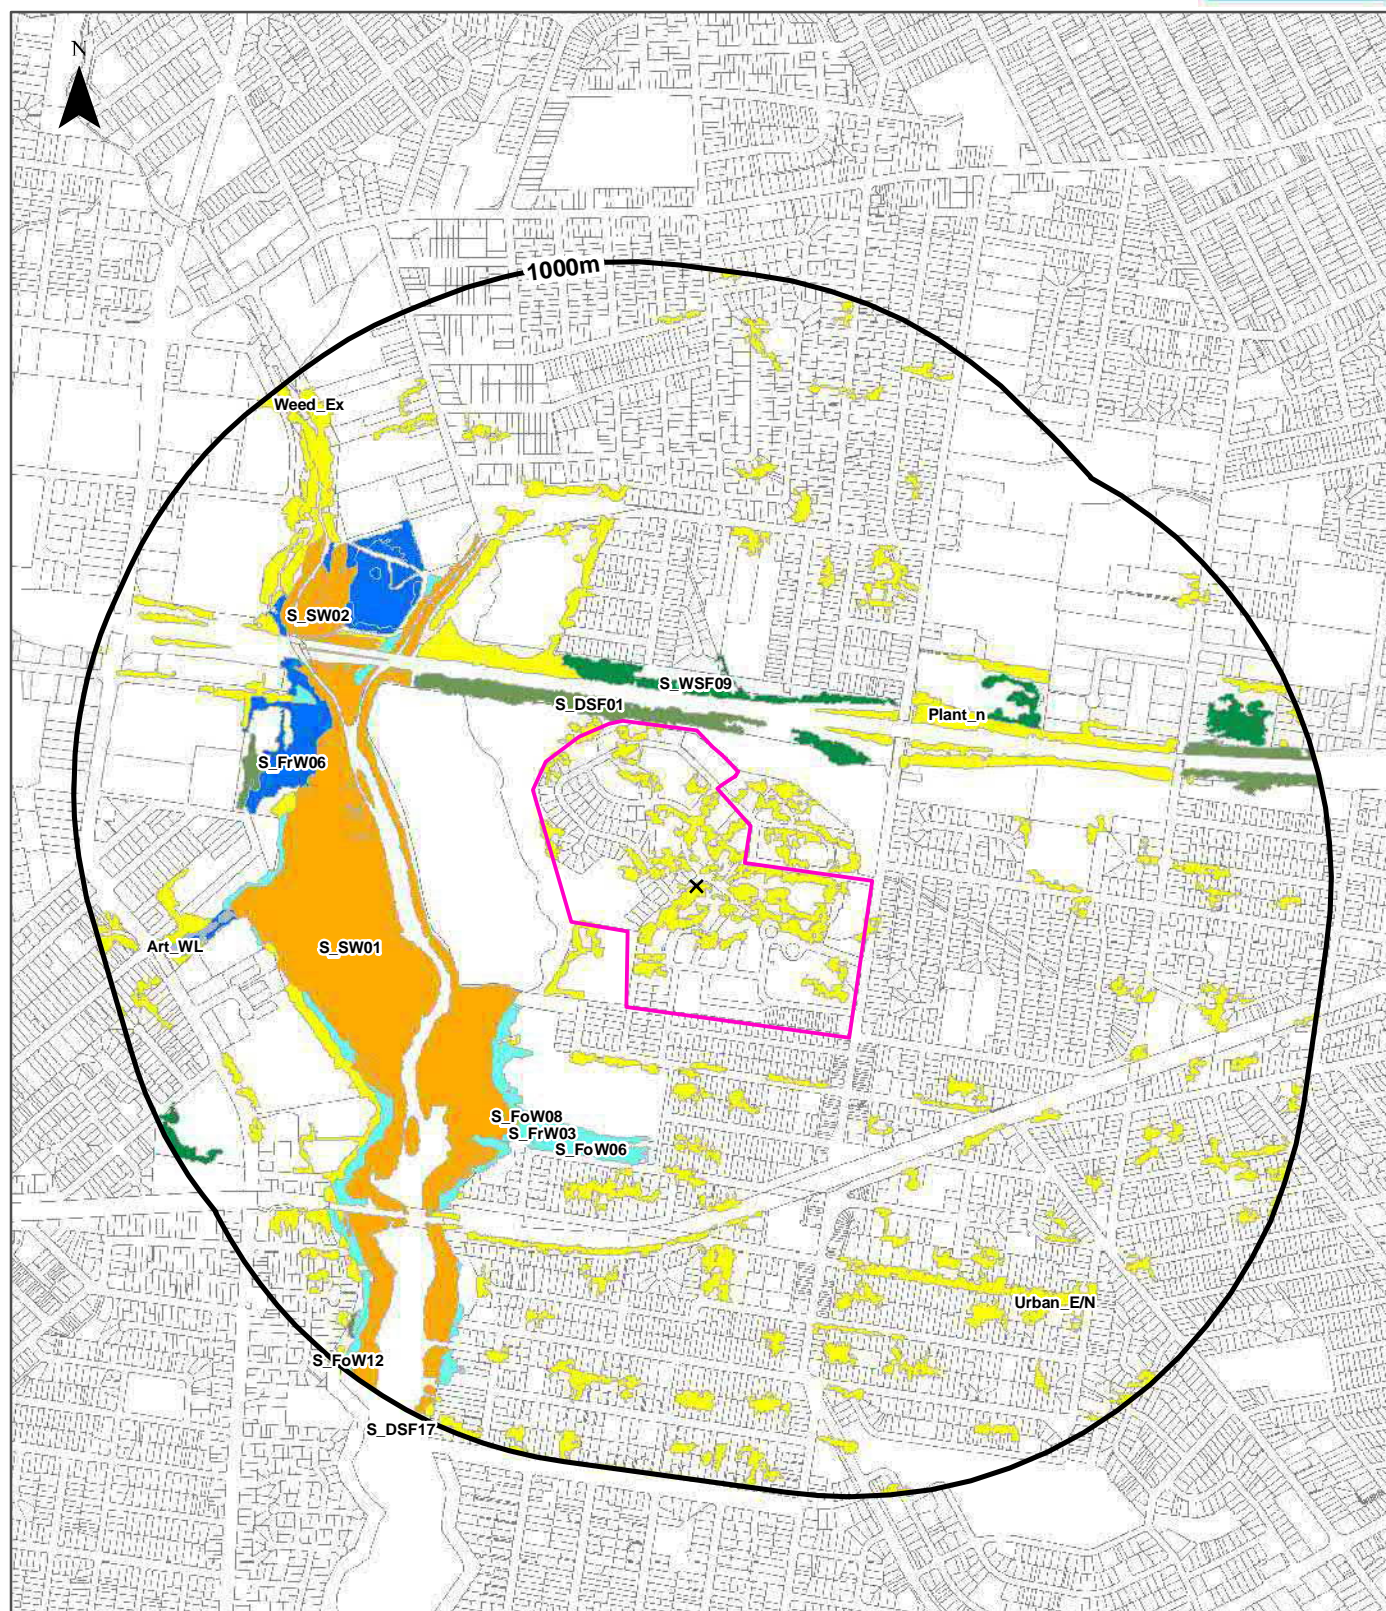 N
1000m
Weed_Ex
S_SW02
S_WSF09
S_DSF01
Plant_n
S_FrW06
Art_WL
S_SW01
S_FoW08
S_FrW03
S_FoW06
Urban_E/N
S_FoW12
S_DSF17